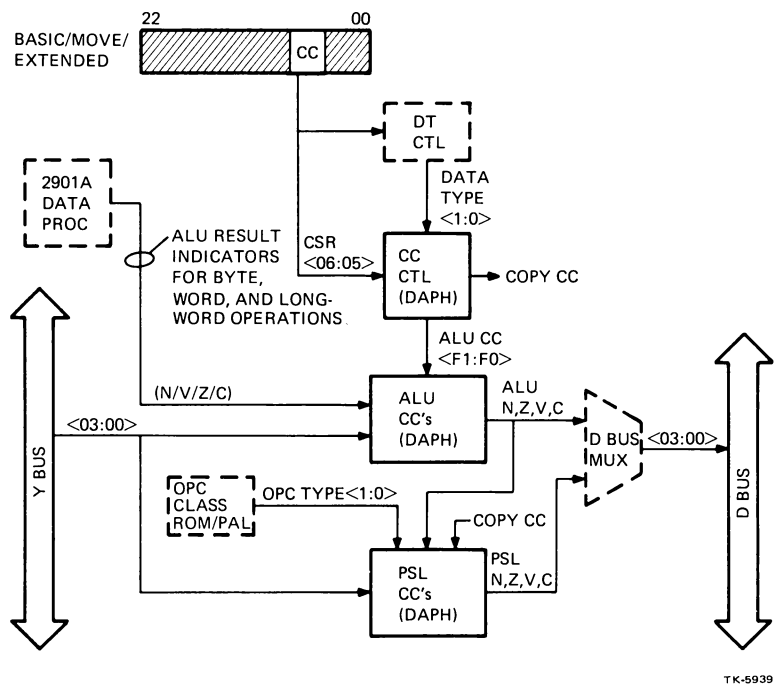 22 00
BASIC/MOVE/
EXTENDED
CC
DT
CTL
2901A
DATA
PROC
DATA
TYPE
<1:0>
ALU RESULT
INDICATORS
FOR BYTE,
WORD, AND LONG-
WORD OPERATIONS
CSR
<06:05>
CC
CTL
(DAPH)
COPY CC
ALU CC
<F1:F0>
(N/V/Z/C)
ALU
CC's
(DAPH)
ALU
N,Z,V,C
<03:00>
D BUS
MUX
<03:00>
Y BUS
D BUS
OPC
CLASS
ROM/PAL
OPC TYPE<1:0>
COPY CC
PSL
CC's
(DAPH)
PSL
N,Z,V,C
TK-5939